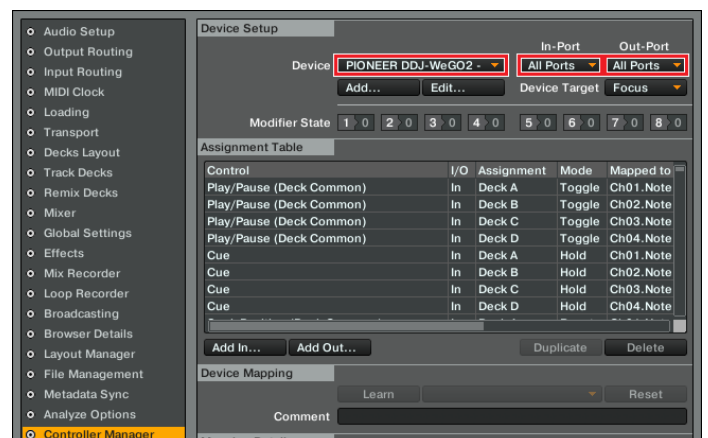 Audio Setup
Output Routing
Input Routing
MIDI Clock
Loading
Transport
Decks Layout
Track Decks
Remix Decks
Mixer
Global Settings
Effects
Mix Recorder
Loop Recorder
Broadcasting
Browser Details
Layout Manager
File Management
Metadata Sync
Analyze Options
Controller Manager
Device Setup
In-Port Out-Port
Device PIONEER DDJ-WeGO2 - All Ports All Ports
Add... Edit... Device Target Focus
Modifier State 1 0 2 0 3 0 4 0 5 0 6 0 7 0 8 0
Assignment Table
Control I/O Assignment Mode Mapped to
Play/Pause (Deck Common) In Deck A Toggle Ch01.Note
Play/Pause (Deck Common) In Deck B Toggle Ch02.Note
Play/Pause (Deck Common) In Deck C Toggle Ch03.Note
Play/Pause (Deck Common) In Deck D Toggle Ch04.Note
Cue In Deck A Hold Ch01.Note
Cue In Deck B Hold Ch02.Note
Cue In Deck C Hold Ch03.Note
Cue In Deck D Hold Ch04.Note
Add In... Add Out... Duplicate Delete
Device Mapping
Learn Reset
Comment